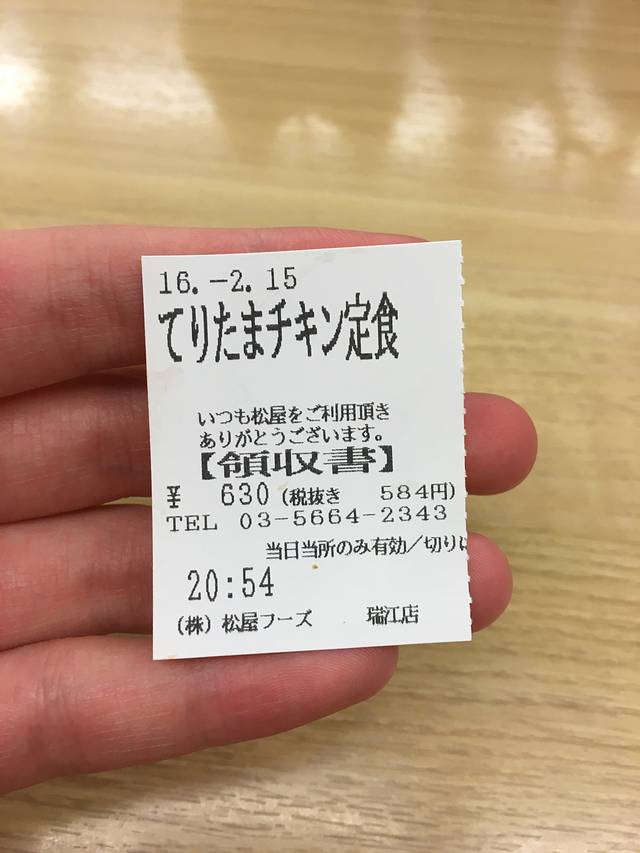 16.-2.15
てりたまチキン定食
いつも松屋をご利用頂き
ありがとうございます。
【領収書】
¥ 630 (税抜き 584円)
TEL 03-5664-2343
当日当所のみ有効/切り
20:54
(株)松屋フーズ 瑞江店